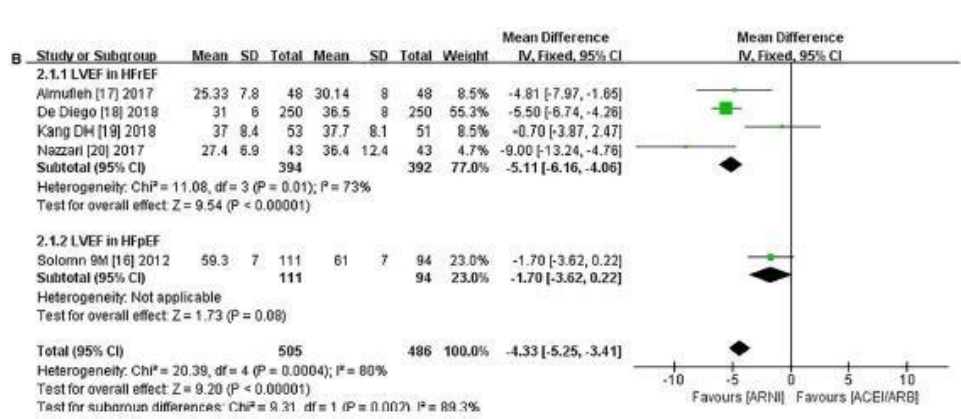 Mean Difference Mean Difference
B Study or Subgroup Mean SD Total Mean SD Total Weight IV, Fixed, 95% CI IV, Fixed, 95% CI
2.1.1 LVEF in HFrEF
Almufleh [17] 2017 25.33 7.8 48 30.14 8 48 8.5% -4.81 [-7.97, -1.65]
De Diego [18] 2018 31 6 250 36.5 8 250 55.3% -5.50 [-6.74, -4.26]
Kang DH [19] 2018 37 8.4 53 37.7 8.1 51 8.5% -0.70 [-3.87, 2.47]
Nazzari [20] 2017 27.4 6.9 43 36.4 12.4 43 4.7% -9.00 [-13.24, -4.76]
Subtotal (95% CI) 394 392 77.0% -5.11 [-6.16, -4.06]
Heterogeneity: Chi² = 11.08, df = 3 (P = 0.01); I² = 73%
Test for overall effect: Z = 9.54 (P < 0.00001)
2.1.2 LVEF in HFpEF
Solomn 9M [16] 2012 59.3 7 111 61 7 94 23.0% -1.70 [-3.62, 0.22]
Subtotal (95% CI) 111 94 23.0% -1.70 [-3.62, 0.22]
Heterogeneity: Not applicable
Test for overall effect: Z = 1.73 (P = 0.08)
Total (95% CI) 505 486 100.0% -4.33 [-5.25, -3.41]
Heterogeneity: Chi² = 20.39, df = 4 (P = 0.0004); I² = 80%
Test for overall effect: Z = 9.20 (P < 0.00001)
Test for subgroup differences: Chi² = 9.31, df = 1 (P = 0.002), I² = 89.3%
-10 -5 0 5 10
Favours [ARNI] Favours [ACEI/ARB]